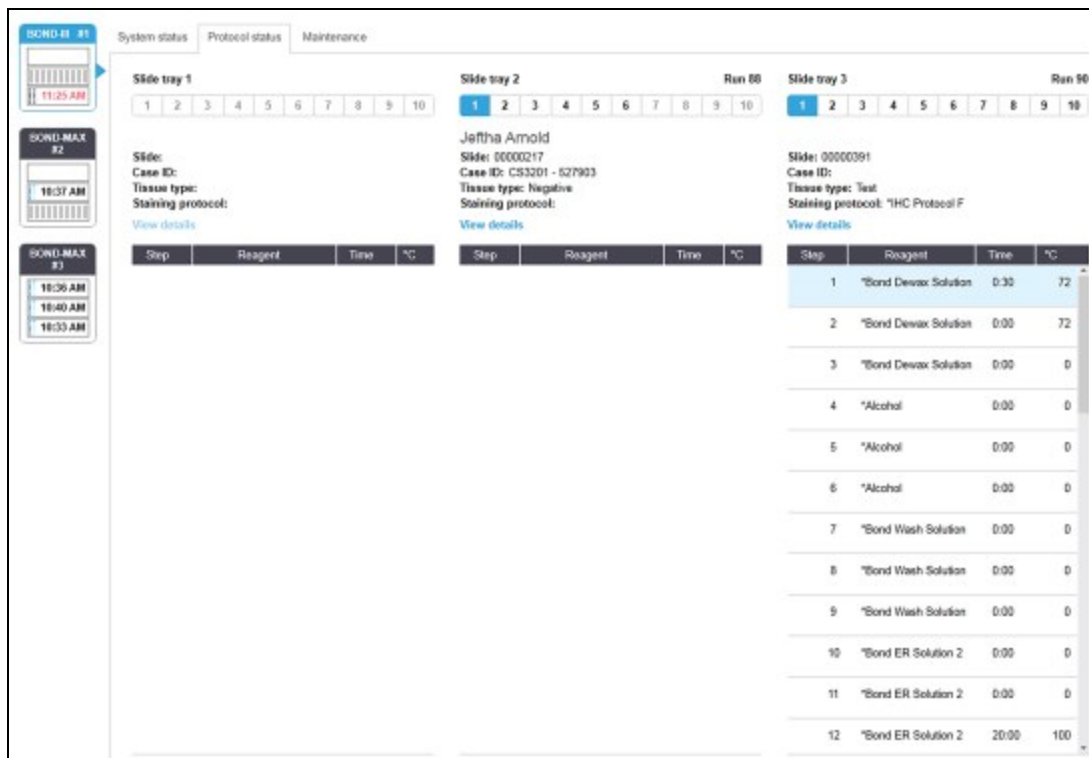 BOND-III #1
11:25 AM
BOND-MAX
#2
10:37 AM
BOND-MAX
#3
10:36 AM
10:40 AM
10:33 AM
System status Protocol status Maintenance
Slide tray 1
1 2 3 4 5 6 7 8 9 10
Slide:
Case ID:
Tissue type:
Staining protocol:
View details
Step Reagent Time °C
Slide tray 2 Run 88
1 2 3 4 5 6 7 8 9 10
Jeftha Arnold
Slide: 00000217
Case ID: CS3201 - 527903
Tissue type: Negative
Staining protocol:
View details
Step Reagent Time °C
Slide tray 3 Run 90
1 2 3 4 5 6 7 8 9 10
Slide: 00000391
Case ID:
Tissue type: Test
Staining protocol: *IHC Protocol F
View details
Step Reagent Time °C
1 *Bond Dewax Solution 0:30 72
2 *Bond Dewax Solution 0:00 72
3 *Bond Dewax Solution 0:00 0
4 *Alcohol 0:00 0
5 *Alcohol 0:00 0
6 *Alcohol 0:00 0
7 *Bond Wash Solution 0:00 0
8 *Bond Wash Solution 0:00 0
9 *Bond Wash Solution 0:00 0
10 *Bond ER Solution 2 0:00 0
11 *Bond ER Solution 2 0:00 0
12 *Bond ER Solution 2 20:00 100